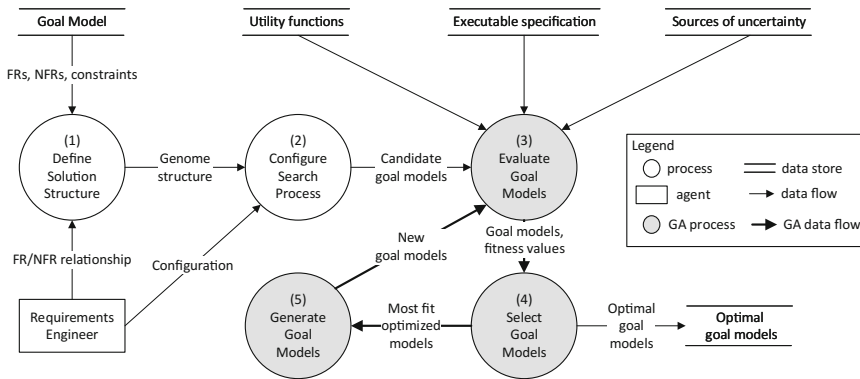 Goal Model
Utility functions
Executable specification
Sources of uncertainty
FRs, NFRs, constraints
(1)
Define
Solution
Structure
Genome
structure
(2)
Configure
Search
Process
Candidate
goal models
(3)
Evaluate
Goal
Models
Legend
process
data store
agent
data flow
GA process
GA data flow
FR/NFR relationship
Configuration
New
goal models
Goal models,
fitness values
Requirements
Engineer
(5)
Generate
Goal
Models
Most fit
optimized
models
(4)
Select
Goal
Models
Optimal
goal
models
Optimal
goal models